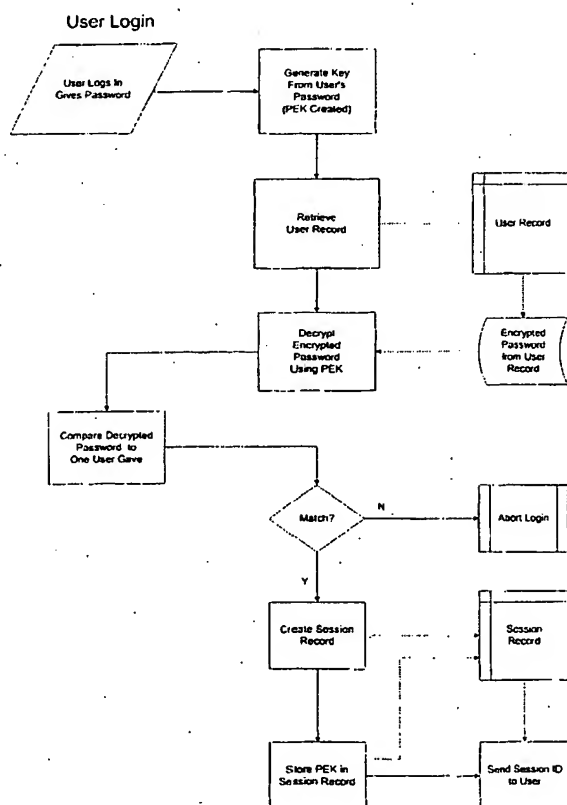 User Login
User Logs In
Gives Password
Generate Key
From User's
Password
(PEK Created)
Retrieve
User Record
User Record
Decrypt
Encrypted
Password
Using PEK
Encrypted
Password
from User
Record
Compare Decrypted
Password to
One User Gave
Match?
N
Abort Login
Y
Create Session
Record
Session
Record
Store PEK in
Session Record
Send Session ID
to User